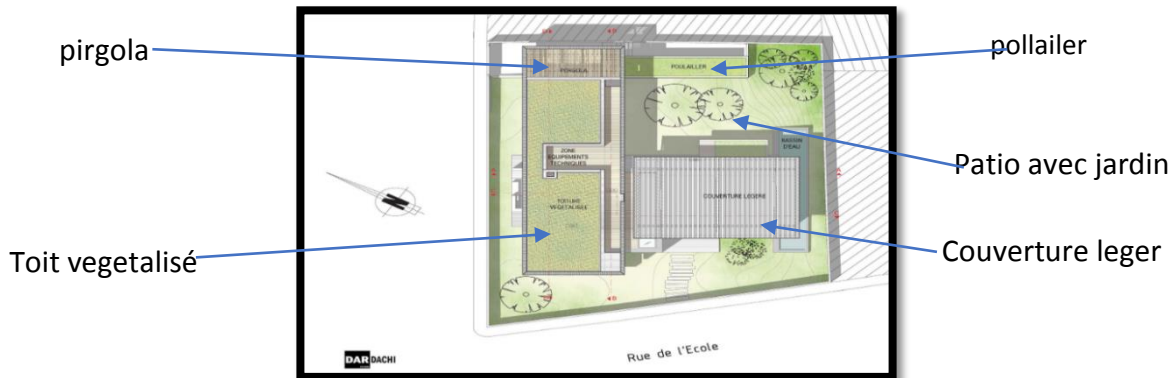 pirgola
pollailer
PERGOLA
POULAILLER
BASSIN
D'EAU
ZONE
EQUIPEMENTS
TECHNIQUES
Patio avec jardin
COUVERTURE LEGERE
TOITURE
VEGETALISEE
N
Toit vegetalisé
Couverture leger
Rue de l'Ecole
DAR DACHI